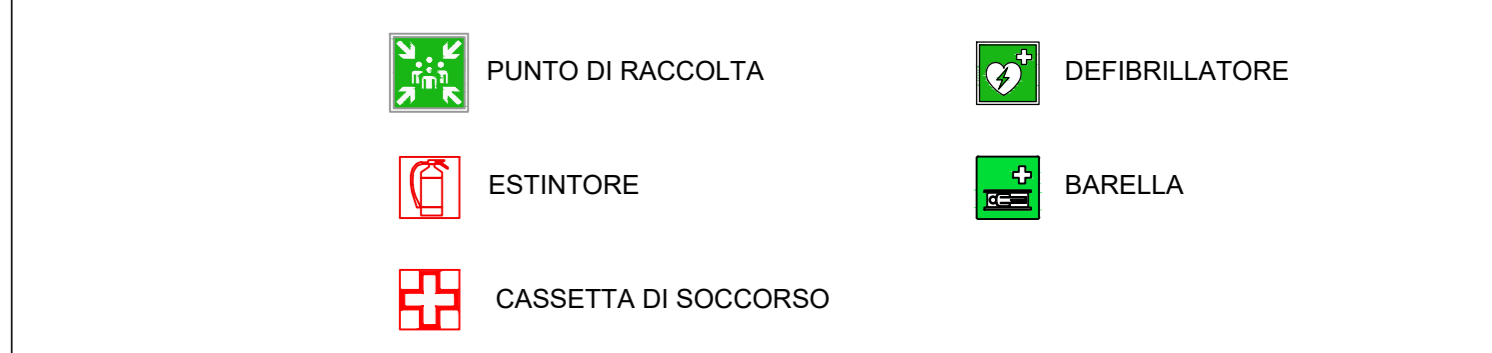 PUNTO DI RACCOLTA
DEFIBRILLATORE
ESTINTORE
BARELLA
CASSETTA DI SOCCORSO